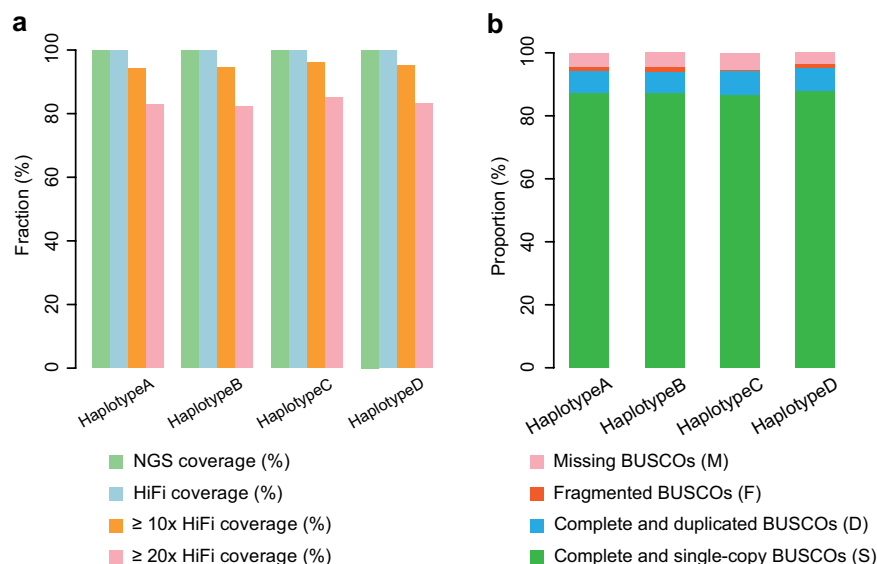 a
Fraction (%)
100
80
60
40
20
0
HaplotypeA
HaplotypeB
HaplotypeC
HaplotypeD
NGS coverage (%)
HiFi coverage (%)
≥ 10x HiFi coverage (%)
≥ 20x HiFi coverage (%)
b
Proportion (%)
100
80
60
40
20
0
HaplotypeA
HaplotypeB
HaplotypeC
HaplotypeD
Missing BUSCOs (M)
Fragmented BUSCOs (F)
Complete and duplicated BUSCOs (D)
Complete and single-copy BUSCOs (S)